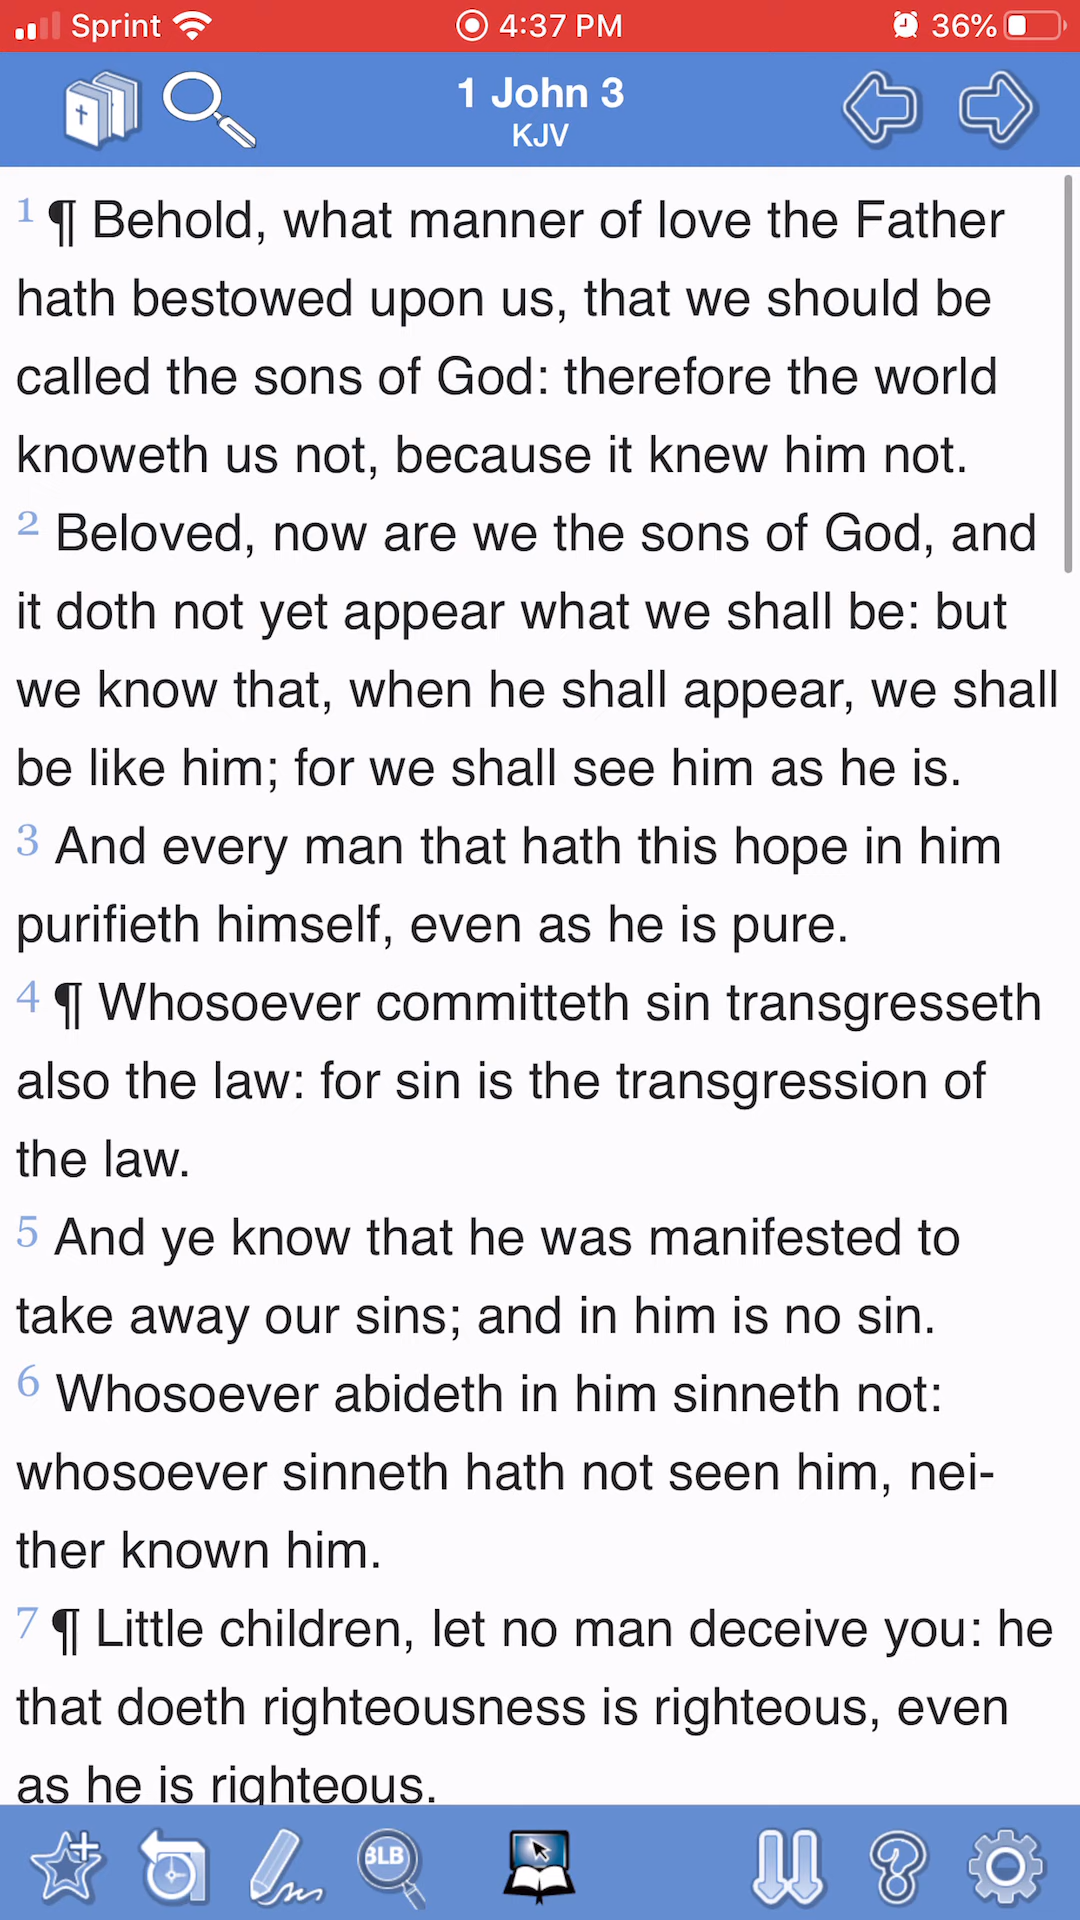 Sprint 4:37 PM 36%
1 John 3
KJV
1 ¶ Behold, what manner of love the Father
hath bestowed upon us, that we should be
called the sons of God: therefore the world
knoweth us not, because it knew him not.
2 Beloved, now are we the sons of God, and
it doth not yet appear what we shall be: but
we know that, when he shall appear, we shall
be like him; for we shall see him as he is.
3 And every man that hath this hope in him
purifieth himself, even as he is pure.
4 ¶ Whosoever committeth sin transgresseth
also the law: for sin is the transgression of
the law.
5 And ye know that he was manifested to
take away our sins; and in him is no sin.
6 Whosoever abideth in him sinneth not:
whosoever sinneth hath not seen him, nei-
ther known him.
7 ¶ Little children, let no man deceive you: he
that doeth righteousness is righteous, even
as he is righteous.
BLB